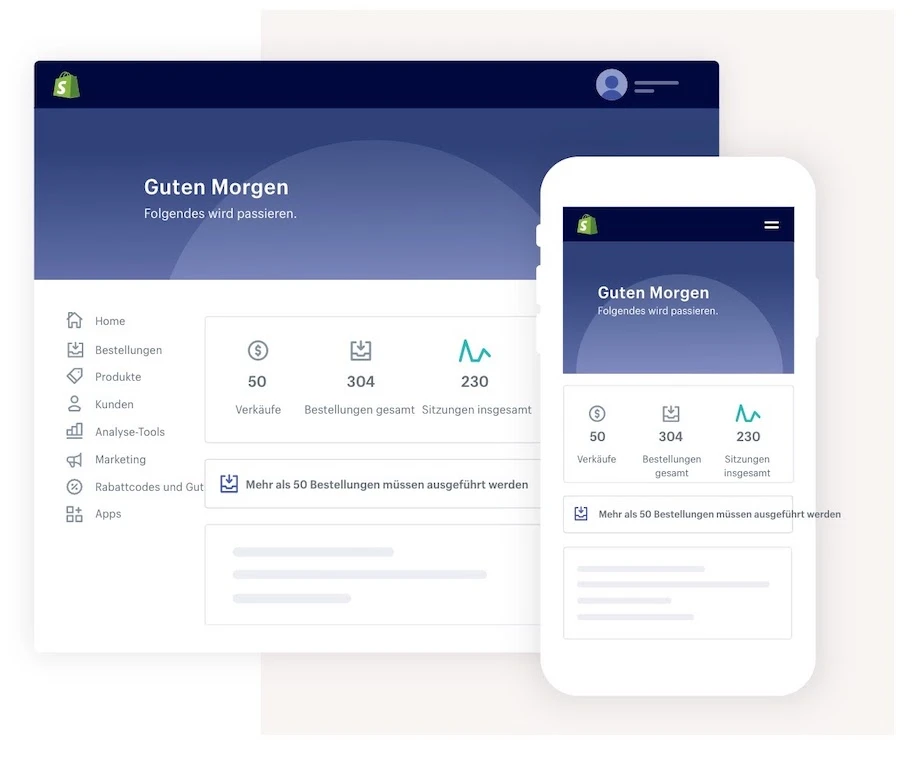 Guten Morgen
Folgendes wird passieren.
Home
Bestellungen
Produkte
Kunden
Analyse-Tools
Marketing
Rabattcodes und Gut
Apps
50
304
230
Verkäufe
Bestellungen gesamt
Sitzungen insgesamt
Mehr als 50 Bestellungen müssen ausgeführt werden
Guten Morgen
Folgendes wird passieren.
50
304
230
Verkäufe
Bestellungen gesamt
Sitzungen insgesamt
Mehr als 50 Bestellungen müssen ausgeführt werden